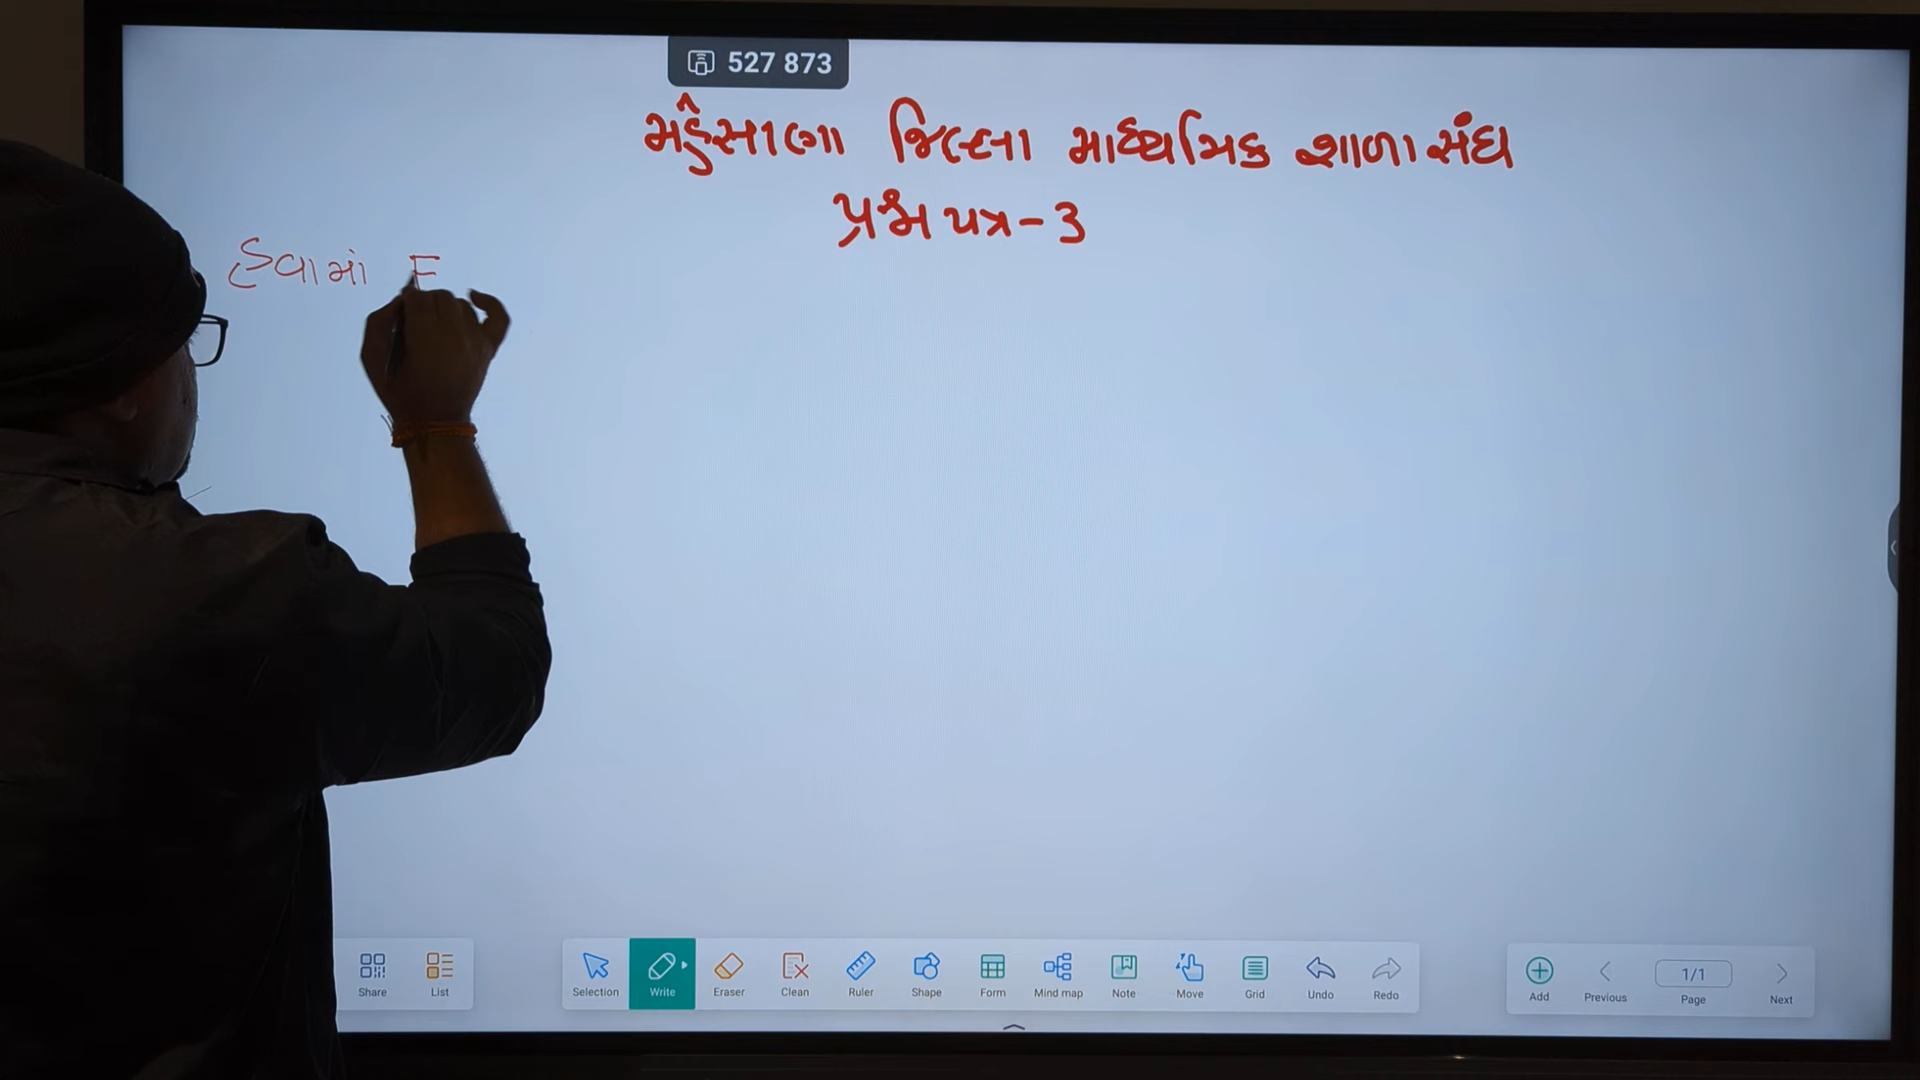 527 873
મહેસાણા જિલ્લા માધ્યમિક શાળા સંઘ
પ્રશ્ન પત્ર - 3
હવામાં F
Share List Selection Write Eraser Clean Ruler Shape Form Mind map Note Move Grid Undo Redo Add Previous 1/1 Page Next